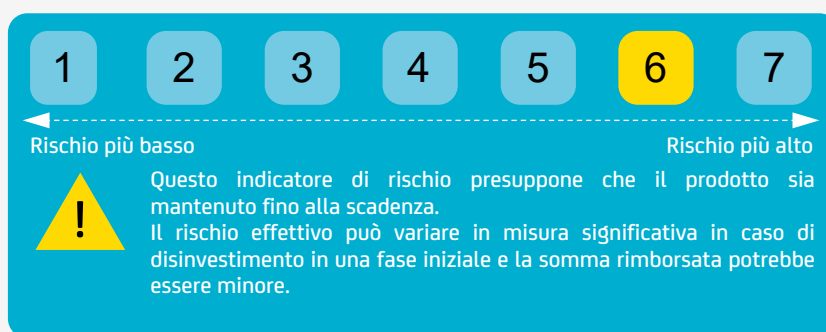 1 2 3 4 5 6 7
Rischio più basso Rischio più alto
!
Questo indicatore di rischio presuppone che il prodotto sia
mantenuto fino alla scadenza.
Il rischio effettivo può variare in misura significativa in caso di
disinvestimento in una fase iniziale e la somma rimborsata potrebbe
essere minore.